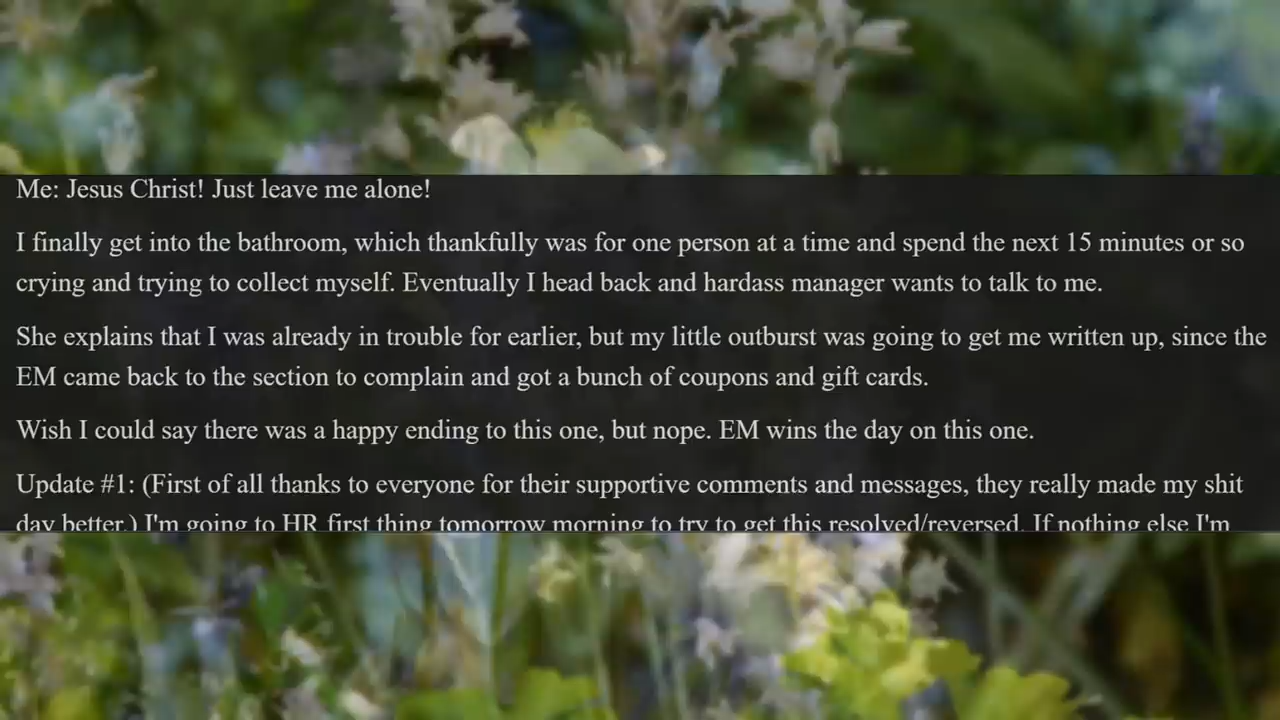 Me: Jesus Christ! Just leave me alone!
I finally get into the bathroom, which thankfully was for one person at a time and spend the next 15 minutes or so
crying and trying to collect myself. Eventually I head back and hardass manager wants to talk to me.
She explains that I was already in trouble for earlier, but my little outburst was going to get me written up, since the
EM came back to the section to complain and got a bunch of coupons and gift cards.
Wish I could say there was a happy ending to this one, but nope. EM wins the day on this one.
Update #1: (First of all thanks to everyone for their supportive comments and messages, they really made my shit
day better.) I'm going to HR first thing tomorrow morning to try to get this resolved/reversed. If nothing else I'm